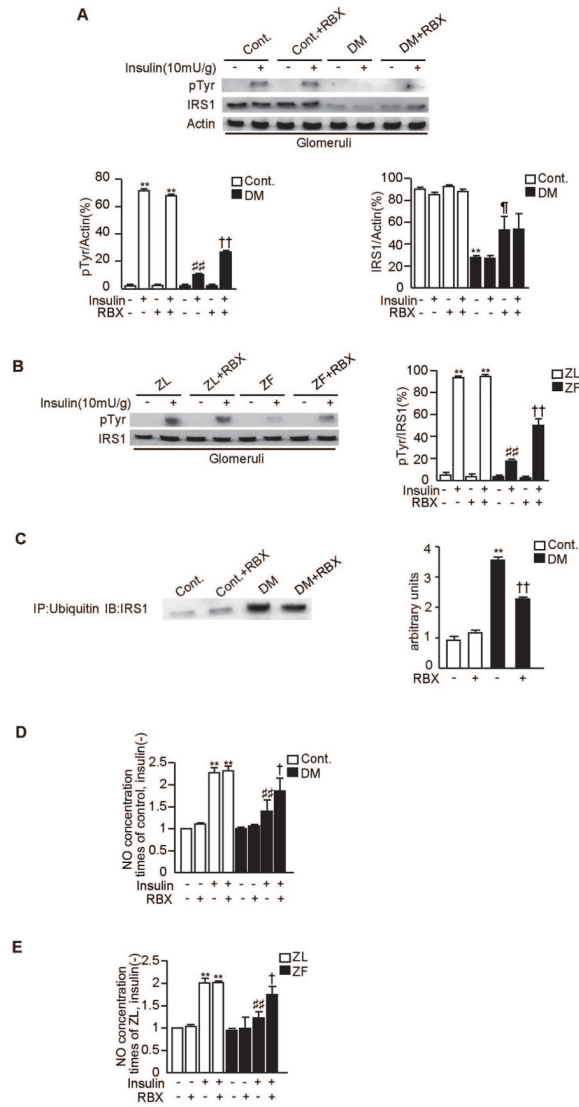 A
Cont. Cont.+RBX DM DM+RBX
Insulin(10mU/g) - + - + - + - +
pTyr
IRS1
Actin
Glomeruli
pTyr/Actin(%)
80
60
40
20
0
Cont.
DM
** ** ♯♯ ††
Insulin - + - + - + - +
RBX - - + + - - + +
IRS1/Actin(%)
100
80
60
40
20
0
Cont.
DM
** ¶
Insulin - + - + - + - +
RBX - - + + - - + +
B
ZL ZL+RBX ZF ZF+RBX
Insulin(10mU/g) - + - + - + - +
pTyr
IRS1
Glomeruli
pTyr/IRS1(%)
100
80
60
40
20
0
ZL
ZF
** ** ♯♯ ††
Insulin - + - + - + - +
RBX - - + + - - + +
C
Cont. Cont.+RBX DM DM+RBX
IP:Ubiquitin IB:IRS1
arbitrary units
4
3
2
1
0
Cont.
DM
** ††
RBX - + - +
D
NO concentration
times of control, insulin(-)
2.5
2
1.5
1
0
Cont.
DM
** ** ♯♯ †
Insulin - - + + - - + +
RBX - + - + - + - +
E
NO concentration
times of ZL, insulin(-)
2.5
2
1.5
1
0
ZL
ZF
** ** ♯♯ †
Insulin - - + + - - + +
RBX - + - + - + - +